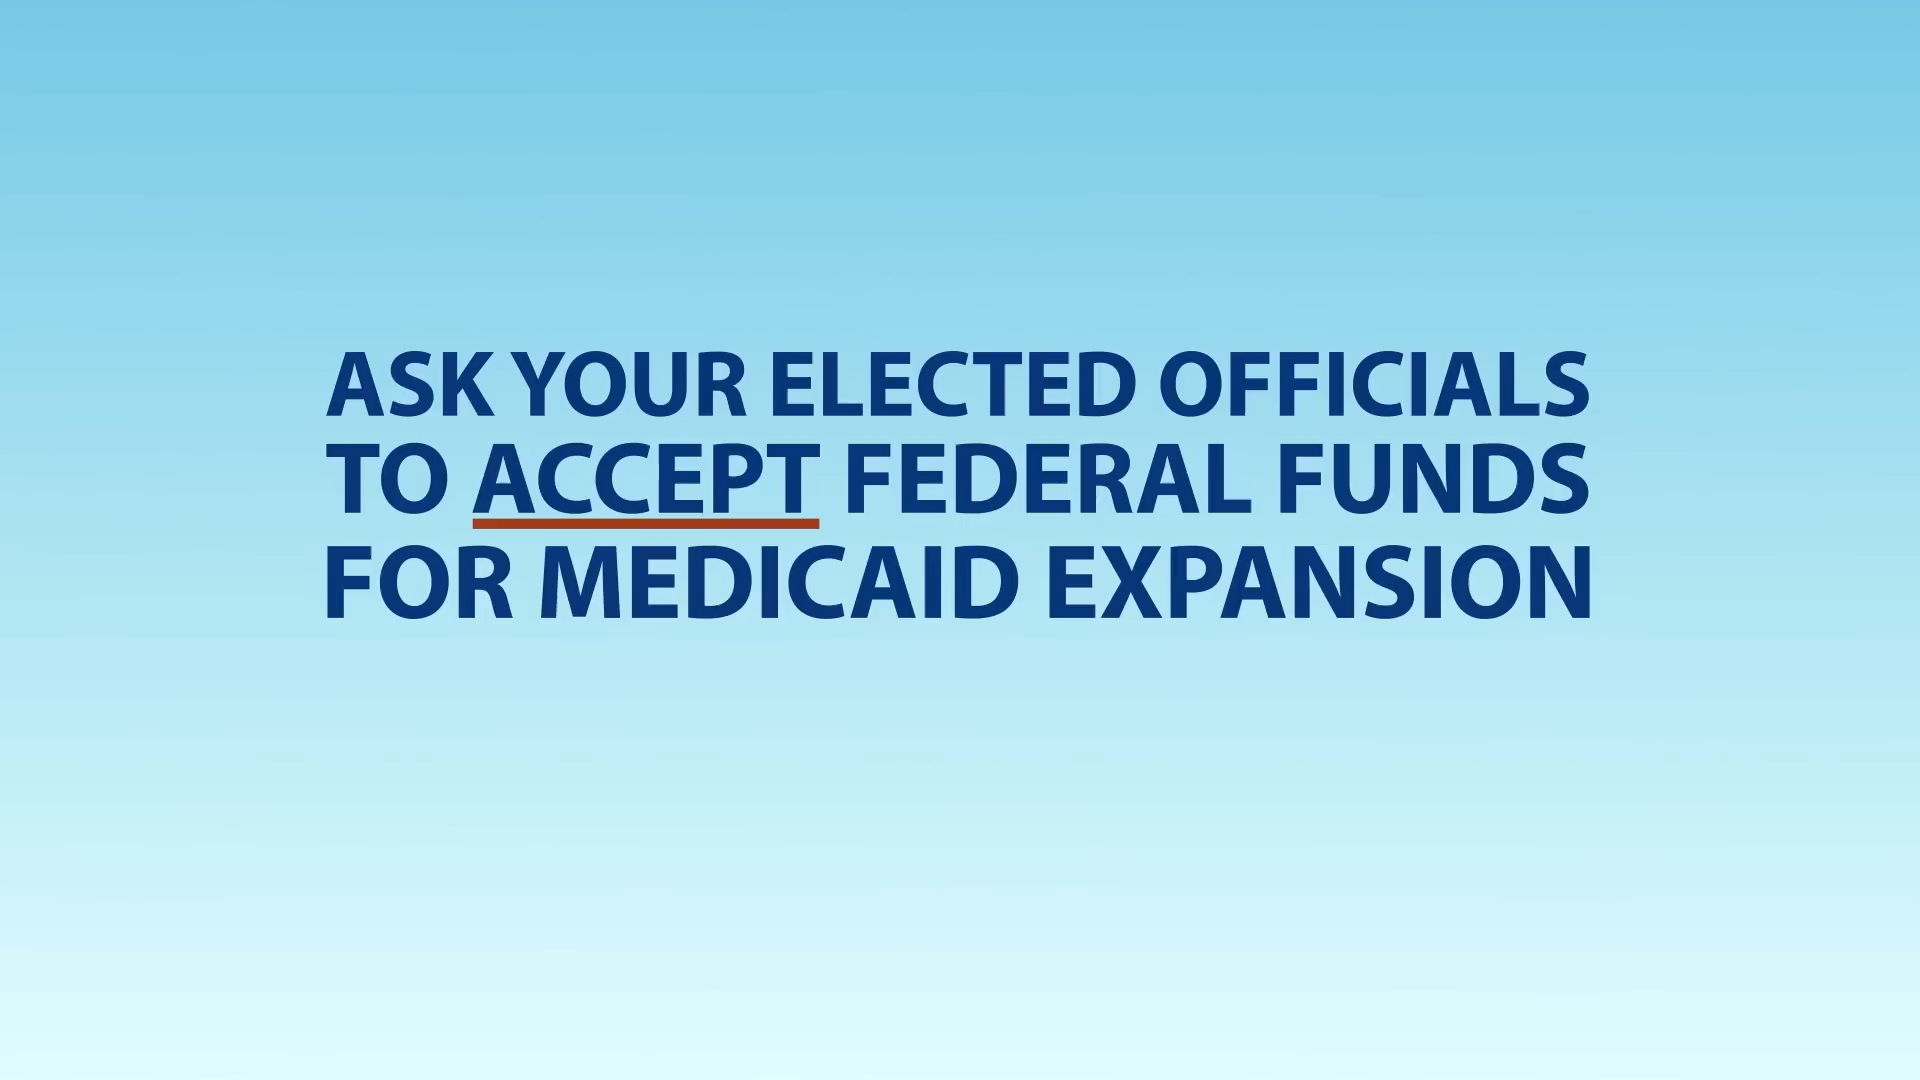 ASK YOUR ELECTED OFFICIALS
TO ACCEPT FEDERAL FUNDS
FOR MEDICAID EXPANSION